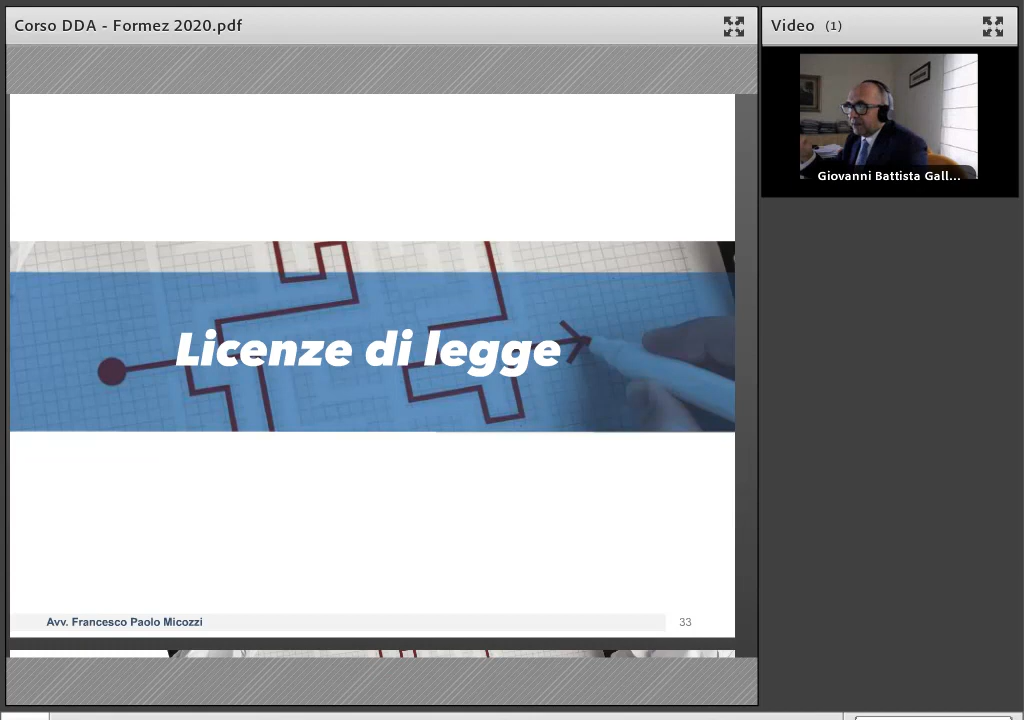 Corso DDA - Formez 2020.pdf
Video (1)
Giovanni Battista Gall...
Licenze di legge
Avv. Francesco Paolo Micozzi
33